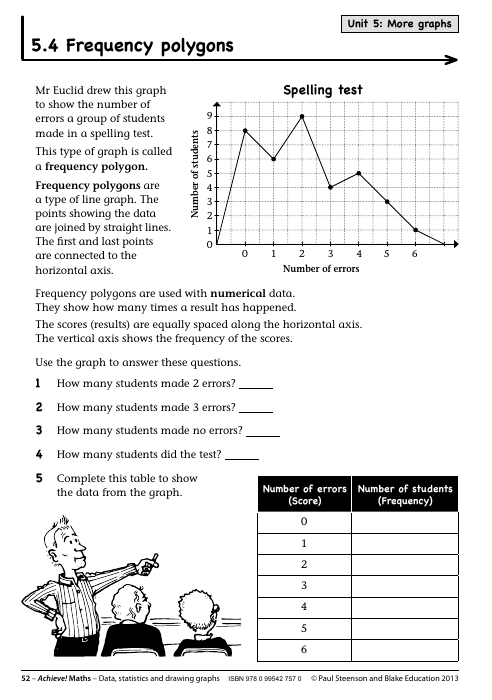 Unit 5: More graphs
5.4 Frequency polygons
Mr Euclid drew this graph
to show the number of
errors a group of students
made in a spelling test.
This type of graph is called
a frequency polygon.
Frequency polygons are
a type of line graph. The
points showing the data
are joined by straight lines.
The first and last points
are connected to the
horizontal axis.
Spelling test
Number of students
9
8
7
6
5
4
3
2
1
0
0 1 2 3 4 5 6
Number of errors
Frequency polygons are used with numerical data.
They show how many times a result has happened.
The scores (results) are equally spaced along the horizontal axis.
The vertical axis shows the frequency of the scores.
Use the graph to answer these questions.
1 How many students made 2 errors? _____
2 How many students made 3 errors? _____
3 How many students made no errors? _____
4 How many students did the test? _____
5 Complete this table to show
the data from the graph.
Number of errors (Score) Number of students (Frequency)
0
1
2
3
4
5
6
52 – Achieve! Maths – Data, statistics and drawing graphs ISBN 978 0 99542 757 0 © Paul Steenson and Blake Education 2013